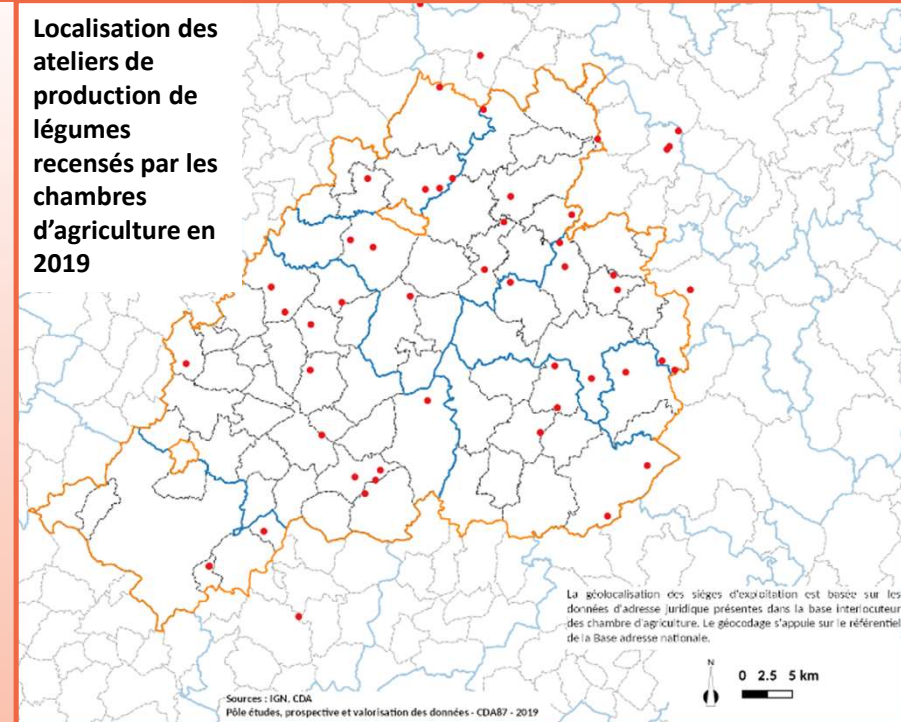 Localisation des
ateliers de
production de
légumes
recensés par les
chambres
d’agriculture en
2019
La géolocalisation des sièges d'exploitation est basée sur les
données d'adresse juridique présentes dans la base interlocuteur
des chambre d'agriculture. Le géocodage s'appuie sur le référentiel
de la Base adresse nationale.
N
0 2.5 5 km
Sources : IGN, CDA
Pôle études, prospective et valorisation des données - CDA87 - 2019